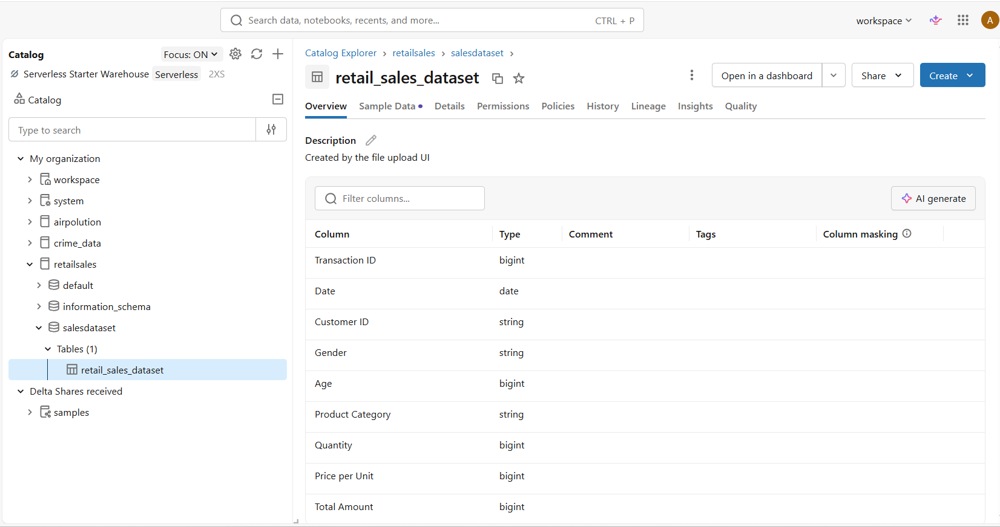 Search data, notebooks, recents, and more... CTRL + P
workspace
A
Catalog Focus: ON
Serverless Starter Warehouse Serverless 2XS
Catalog
Type to search
My organization
workspace
system
airpolution
crime_data
retailsales
default
information_schema
salesdataset
Tables (1)
retail_sales_dataset
Delta Shares received
samples
Catalog Explorer › retailsales › salesdataset ›
retail_sales_dataset
Open in a dashboard Share Create
Overview Sample Data Details Permissions Policies History Lineage Insights Quality
Description
Created by the file upload UI
Filter columns... AI generate
Column Type Comment Tags Column masking
Transaction ID bigint
Date date
Customer ID string
Gender string
Age bigint
Product Category string
Quantity bigint
Price per Unit bigint
Total Amount bigint